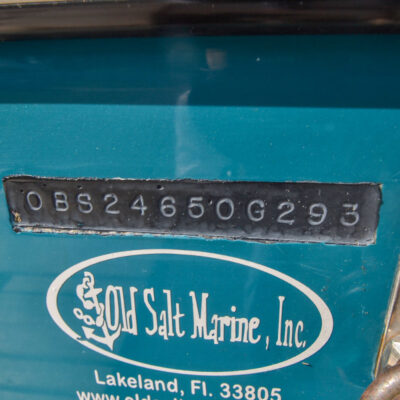 OBS24650G293
Old Salt Marine, Inc.
Lakeland, Fl. 33805